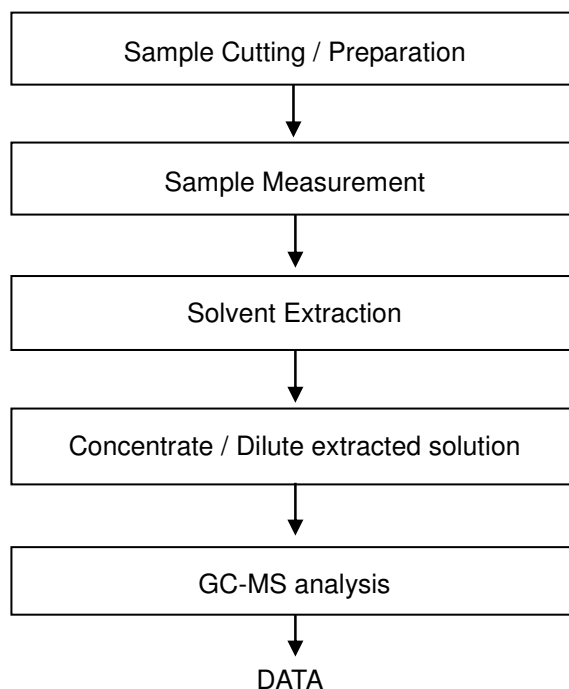 Sample Cutting / Preparation
Sample Measurement
Solvent Extraction
Concentrate / Dilute extracted solution
GC-MS analysis
DATA